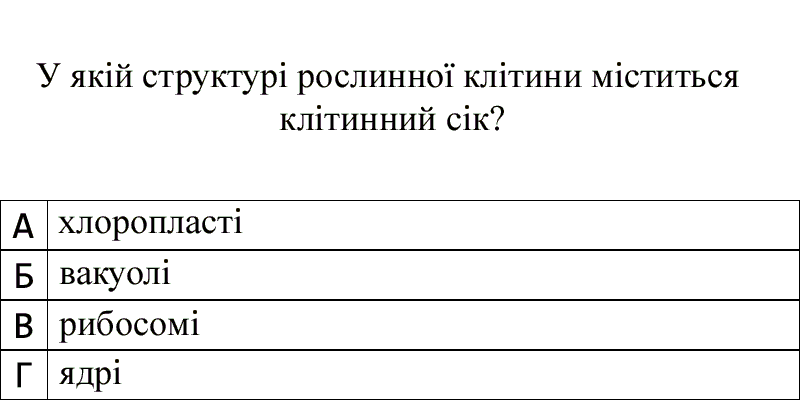 У якій структурі рослинної клітини міститься
клітинний сік?
А хлоропласті
Б вакуолі
В рибосомі
Г ядрі